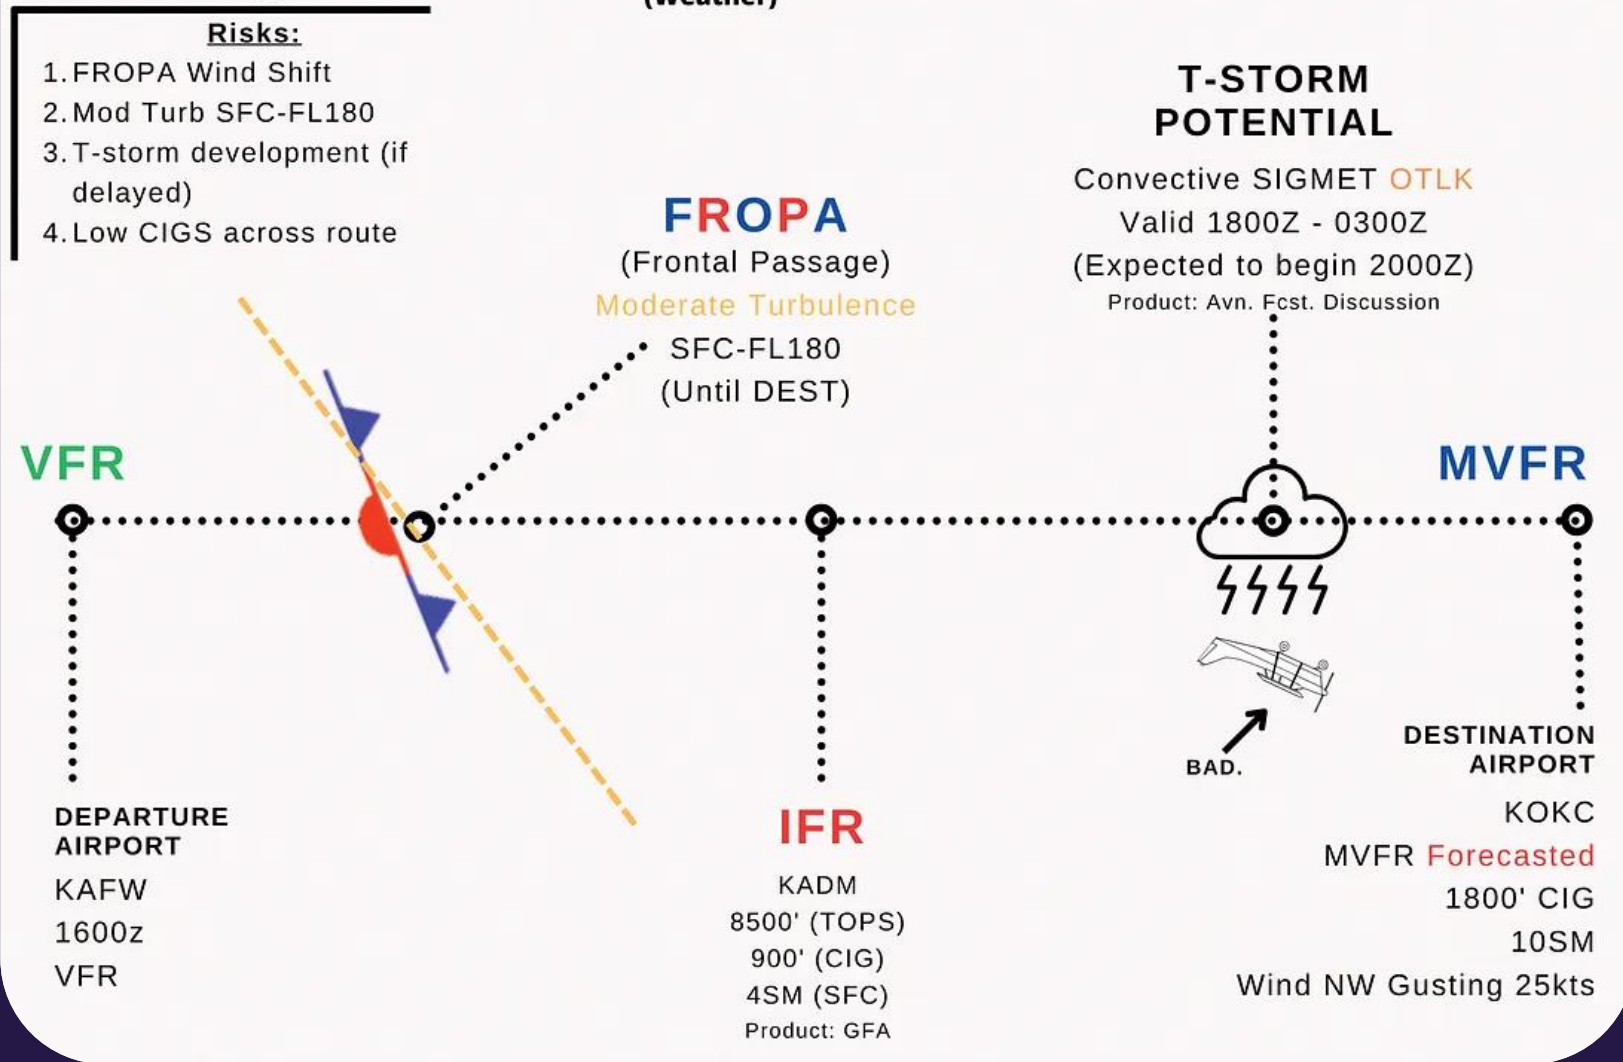 (Weather)
Risks:
1. FROPA Wind Shift
2. Mod Turb SFC-FL180
3. T-storm development (if
delayed)
4. Low CIGS across route
T-STORM
POTENTIAL
Convective SIGMET OTLK
Valid 1800Z - 0300Z
(Expected to begin 2000Z)
Product: Avn. Fcst. Discussion
FROPA
(Frontal Passage)
Moderate Turbulence
SFC-FL180
(Until DEST)
VFR
MVFR
BAD.
DEPARTURE
AIRPORT
KAFW
1600z
VFR
IFR
KADM
8500' (TOPS)
900' (CIG)
4SM (SFC)
Product: GFA
DESTINATION
AIRPORT
KOKC
MVFR Forecasted
1800' CIG
10SM
Wind NW Gusting 25kts